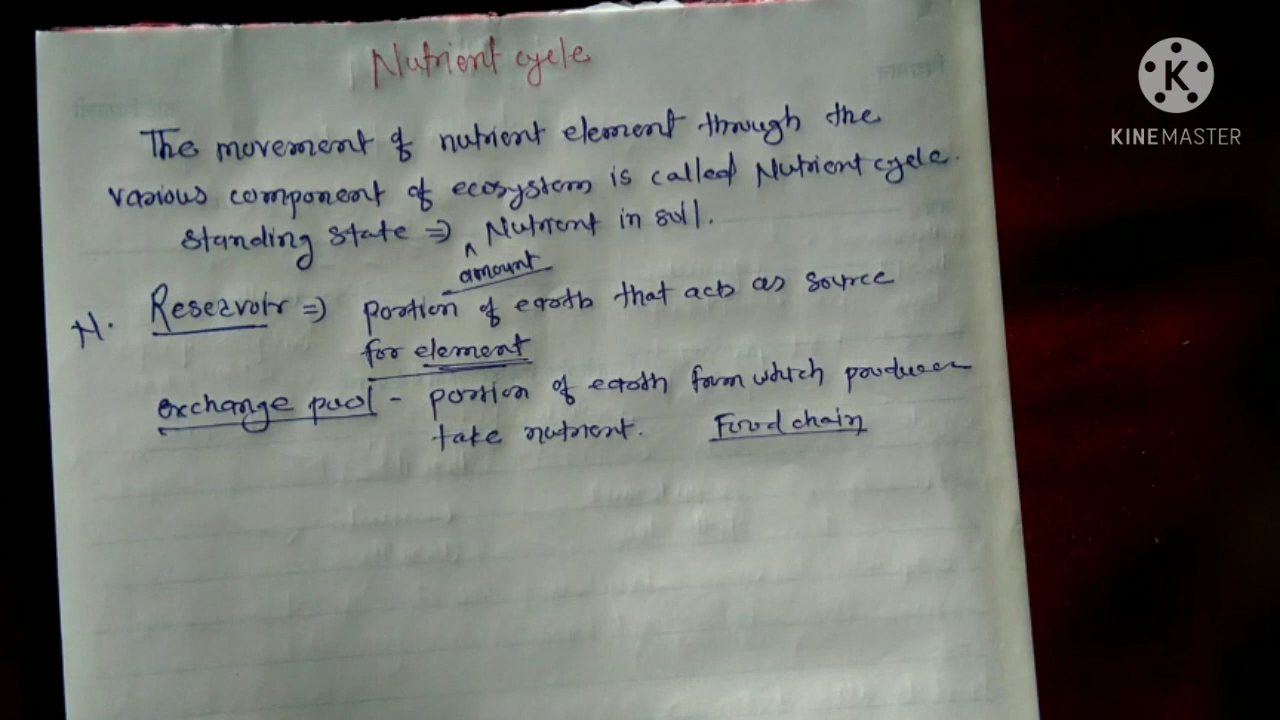 Nutrient cycle
The movement of nutrient element through the
various component of ecosystem is called Nutrient cycle.
standing state => ^ Nutrient in soil.
amount
N. Reservoir => portion of earth that acts as source
for element
exchange pool - portion of earth form which producer
take nutrient. Food chain
K
KINEMASTER